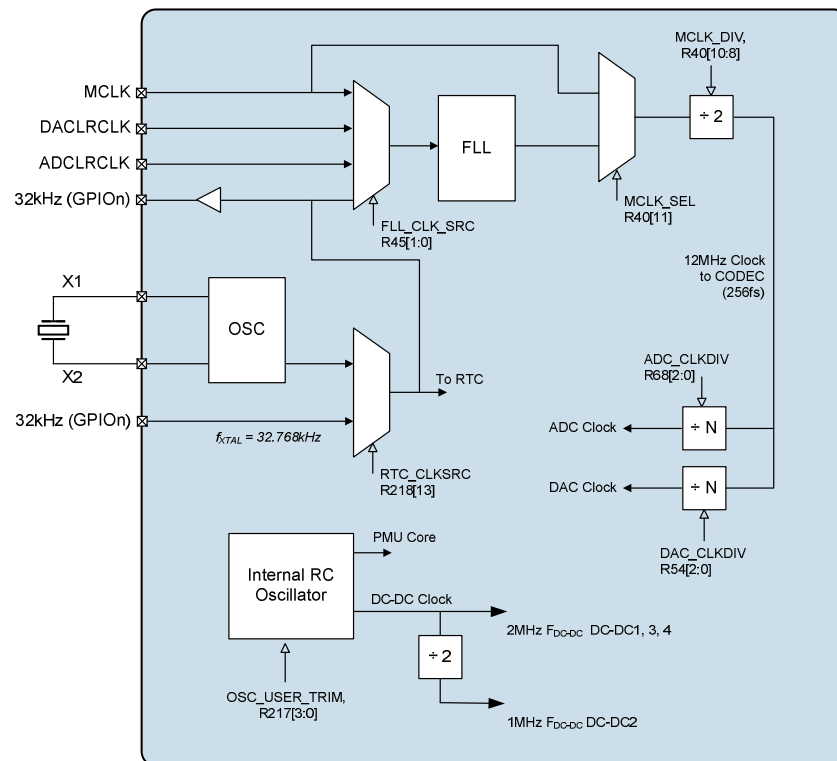 MCLK_DIV,
R40[10:8]
MCLK
DACLRCLK
ADCLRCLK
32kHz (GPIOn)
FLL
÷ 2
FLL_CLK_SRC
R45[1:0]
MCLK_SEL
R40[11]
12MHz Clock
to CODEC
(256fs)
X1
OSC
X2
32kHz (GPIOn)
fXTAL = 32.768kHz
To RTC
RTC_CLKSRC
R218[13]
ADC_CLKDIV
R68[2:0]
ADC Clock
÷ N
DAC Clock
÷ N
DAC_CLKDIV
R54[2:0]
Internal RC
Oscillator
PMU Core
DC-DC Clock
2MHz FDC-DC DC-DC1, 3, 4
÷ 2
OSC_USER_TRIM,
R217[3:0]
1MHz FDC-DC DC-DC2